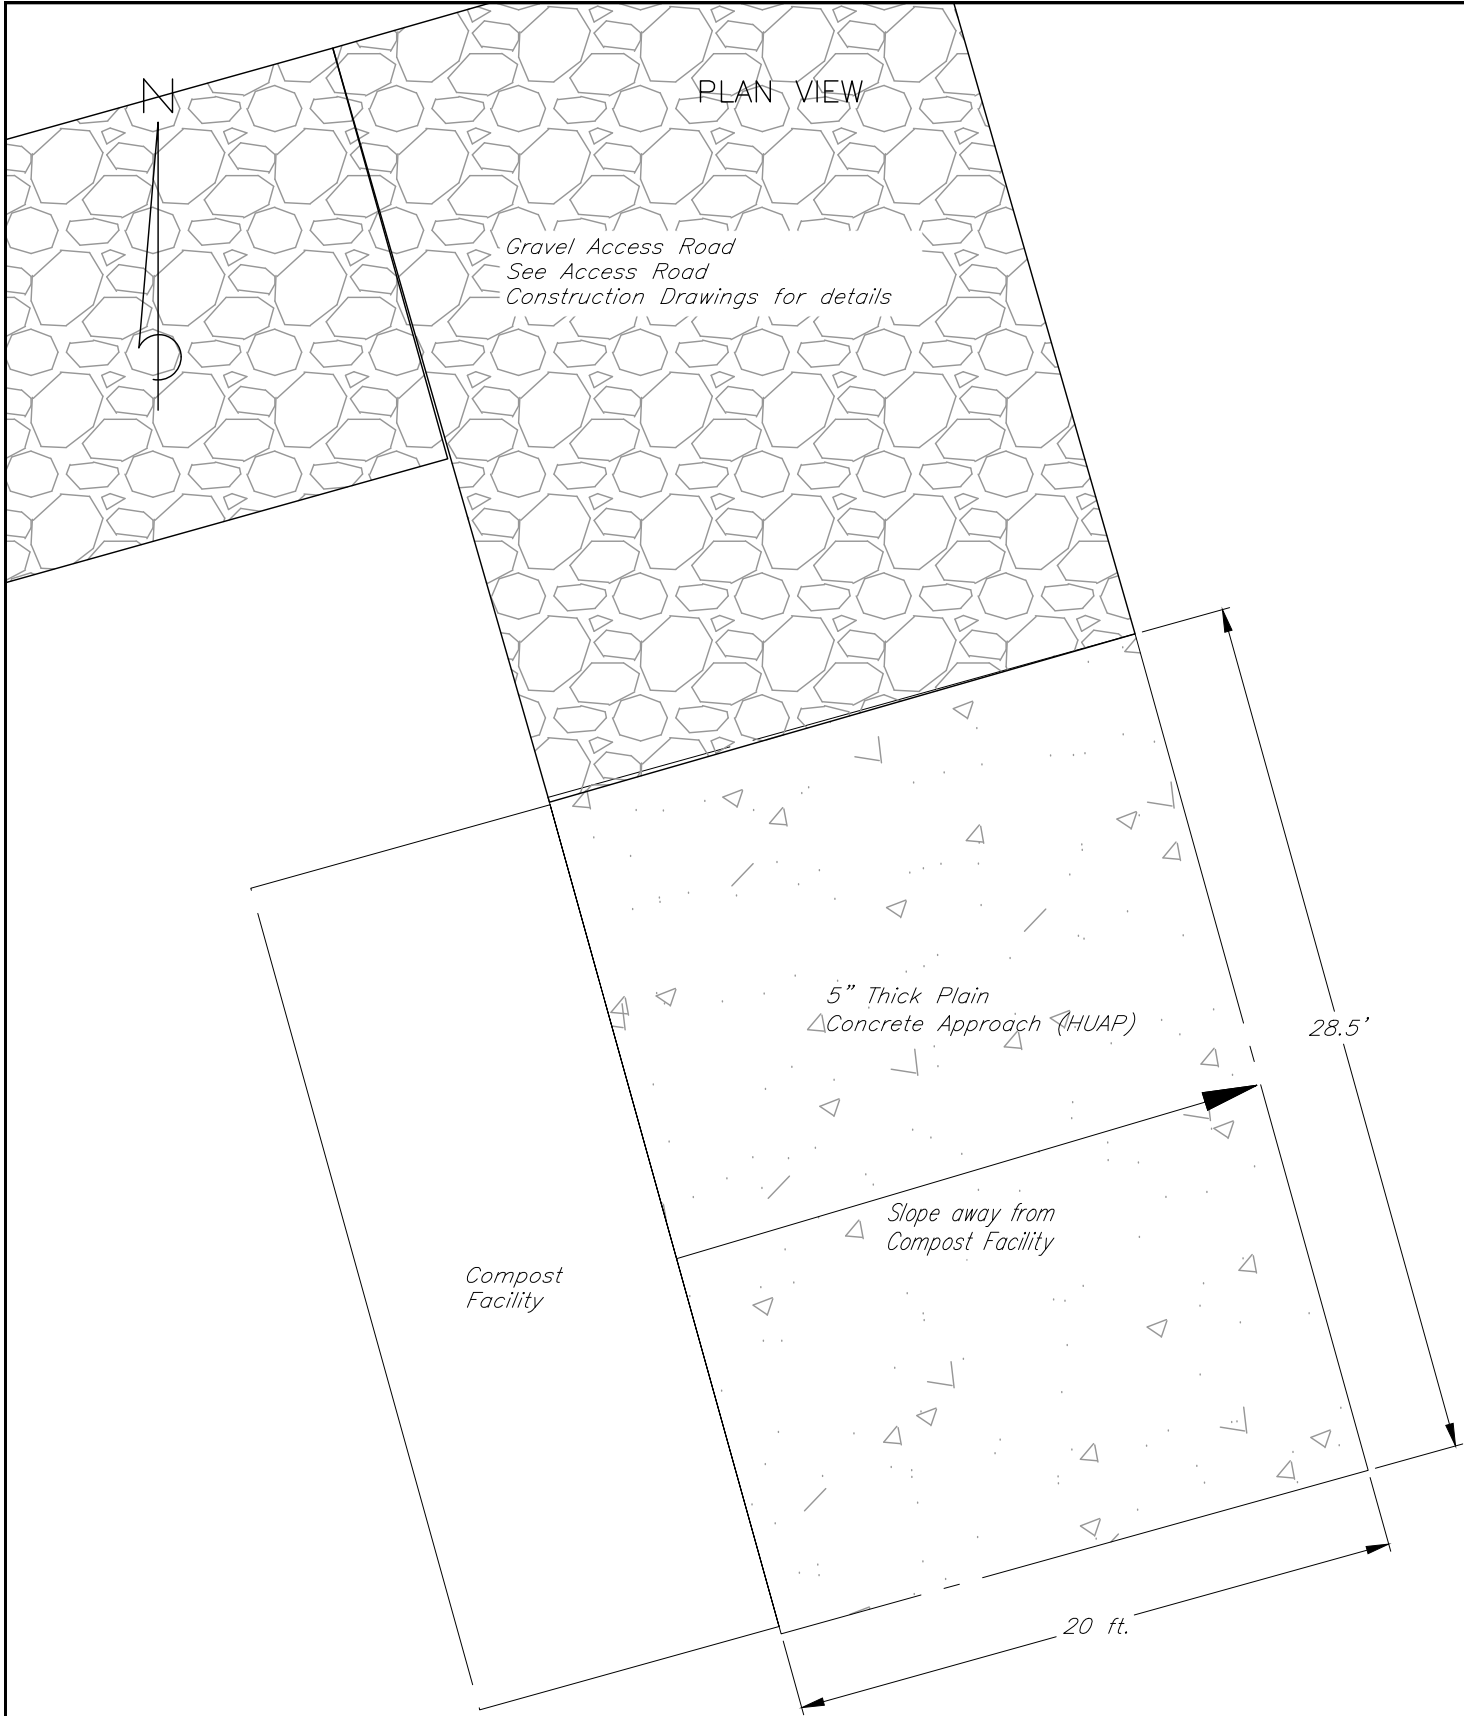 N
PLAN VIEW
Gravel Access Road
See Access Road
Construction Drawings for details
5” Thick Plain
Concrete Approach (HUAP)
28.5’
Slope away from
Compost Facility
Compost
Facility
20 ft.